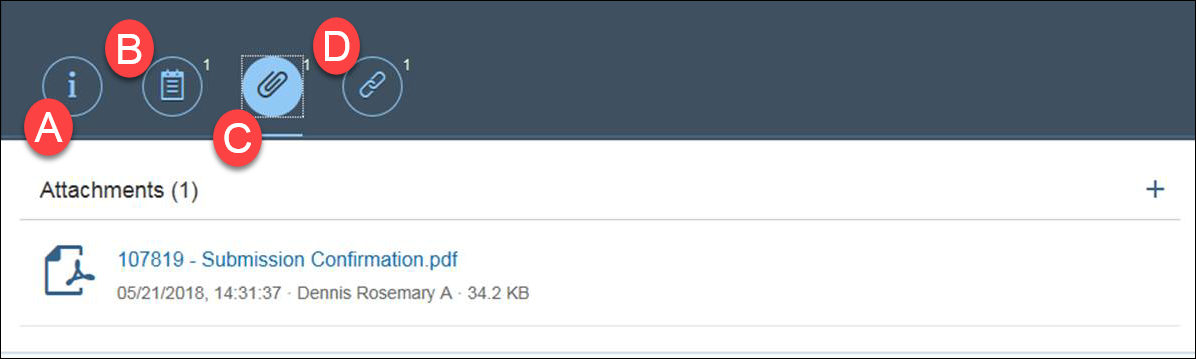 B
D
1
1
1
i
A
C
Attachments (1)
+
107819 - Submission Confirmation.pdf
05/21/2018, 14:31:37 · Dennis Rosemary A · 34.2 KB